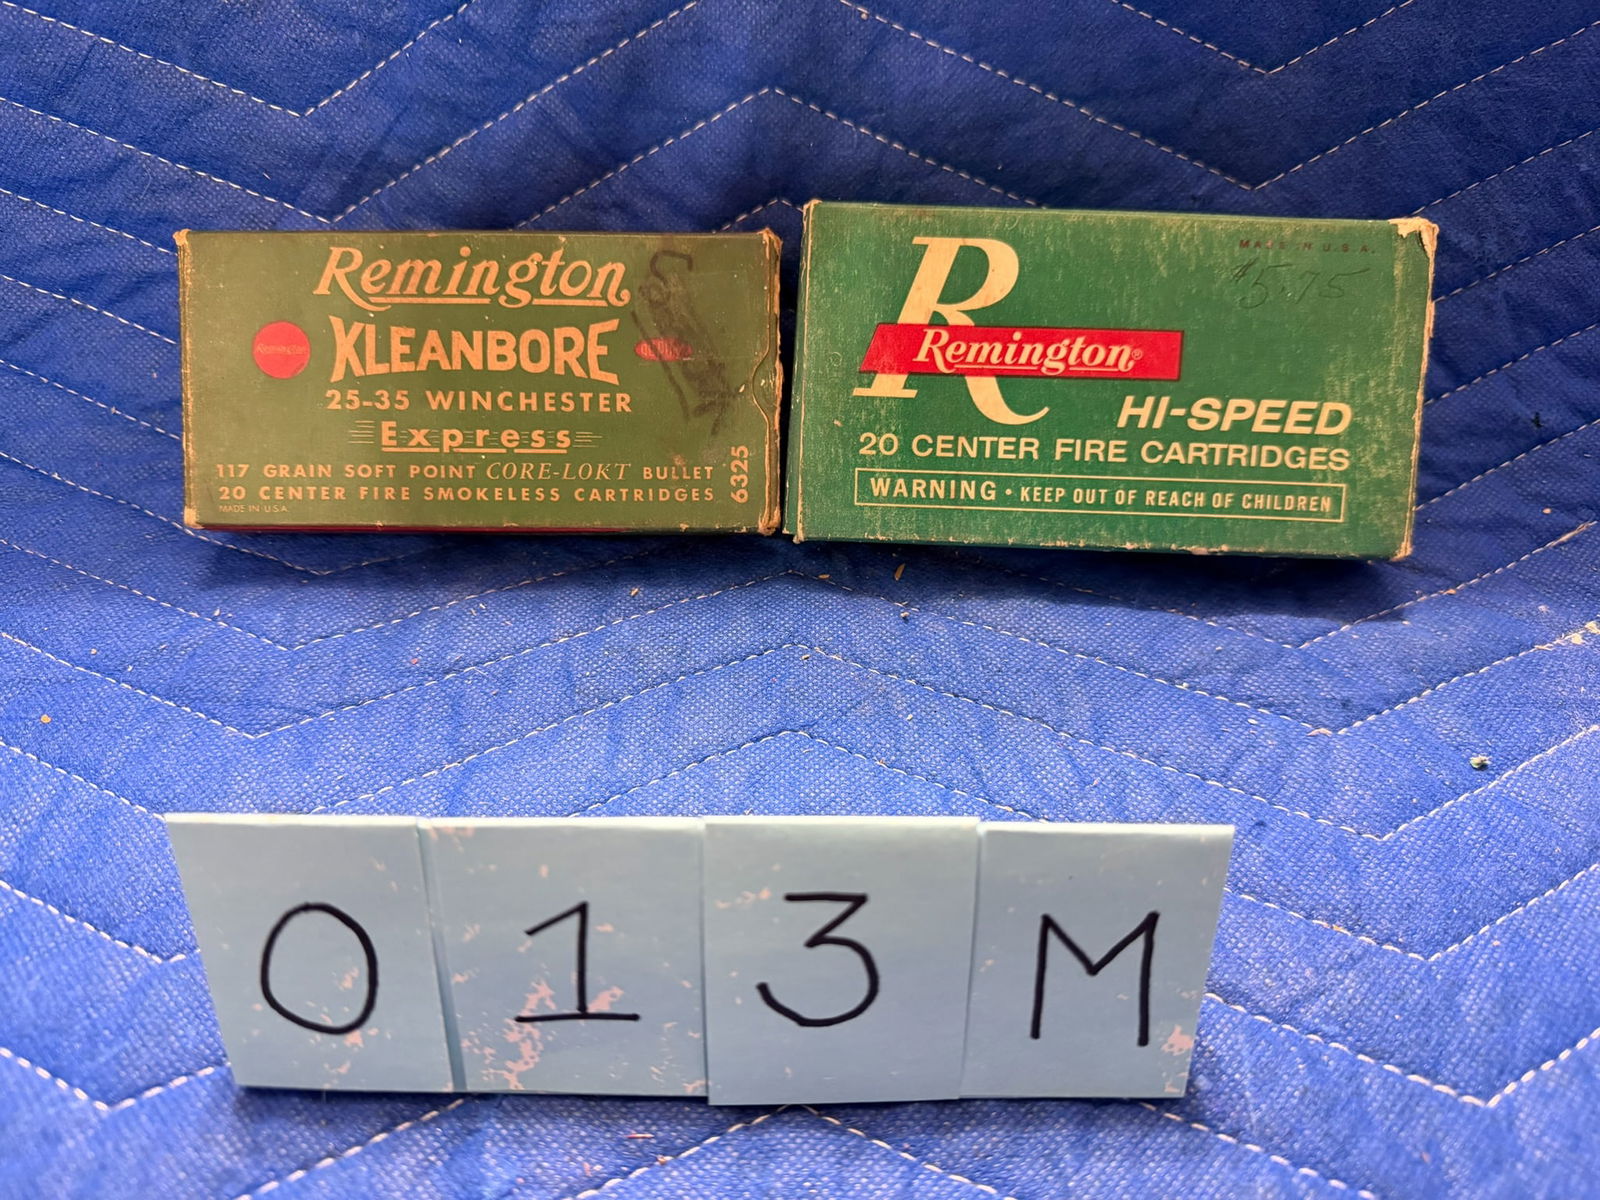 Remington
Remington
KLEANBORE
25-35 WINCHESTER
Express
117 GRAIN SOFT POINT CORE-LOKT BULLET
20 CENTER FIRE SMOKELESS CARTRIDGES
MADE IN U.S.A.
6325
MADE IN U.S.A.
$5.75
R
Remington®
HI-SPEED
20 CENTER FIRE CARTRIDGES
WARNING • KEEP OUT OF REACH OF CHILDREN
0 1 3 M